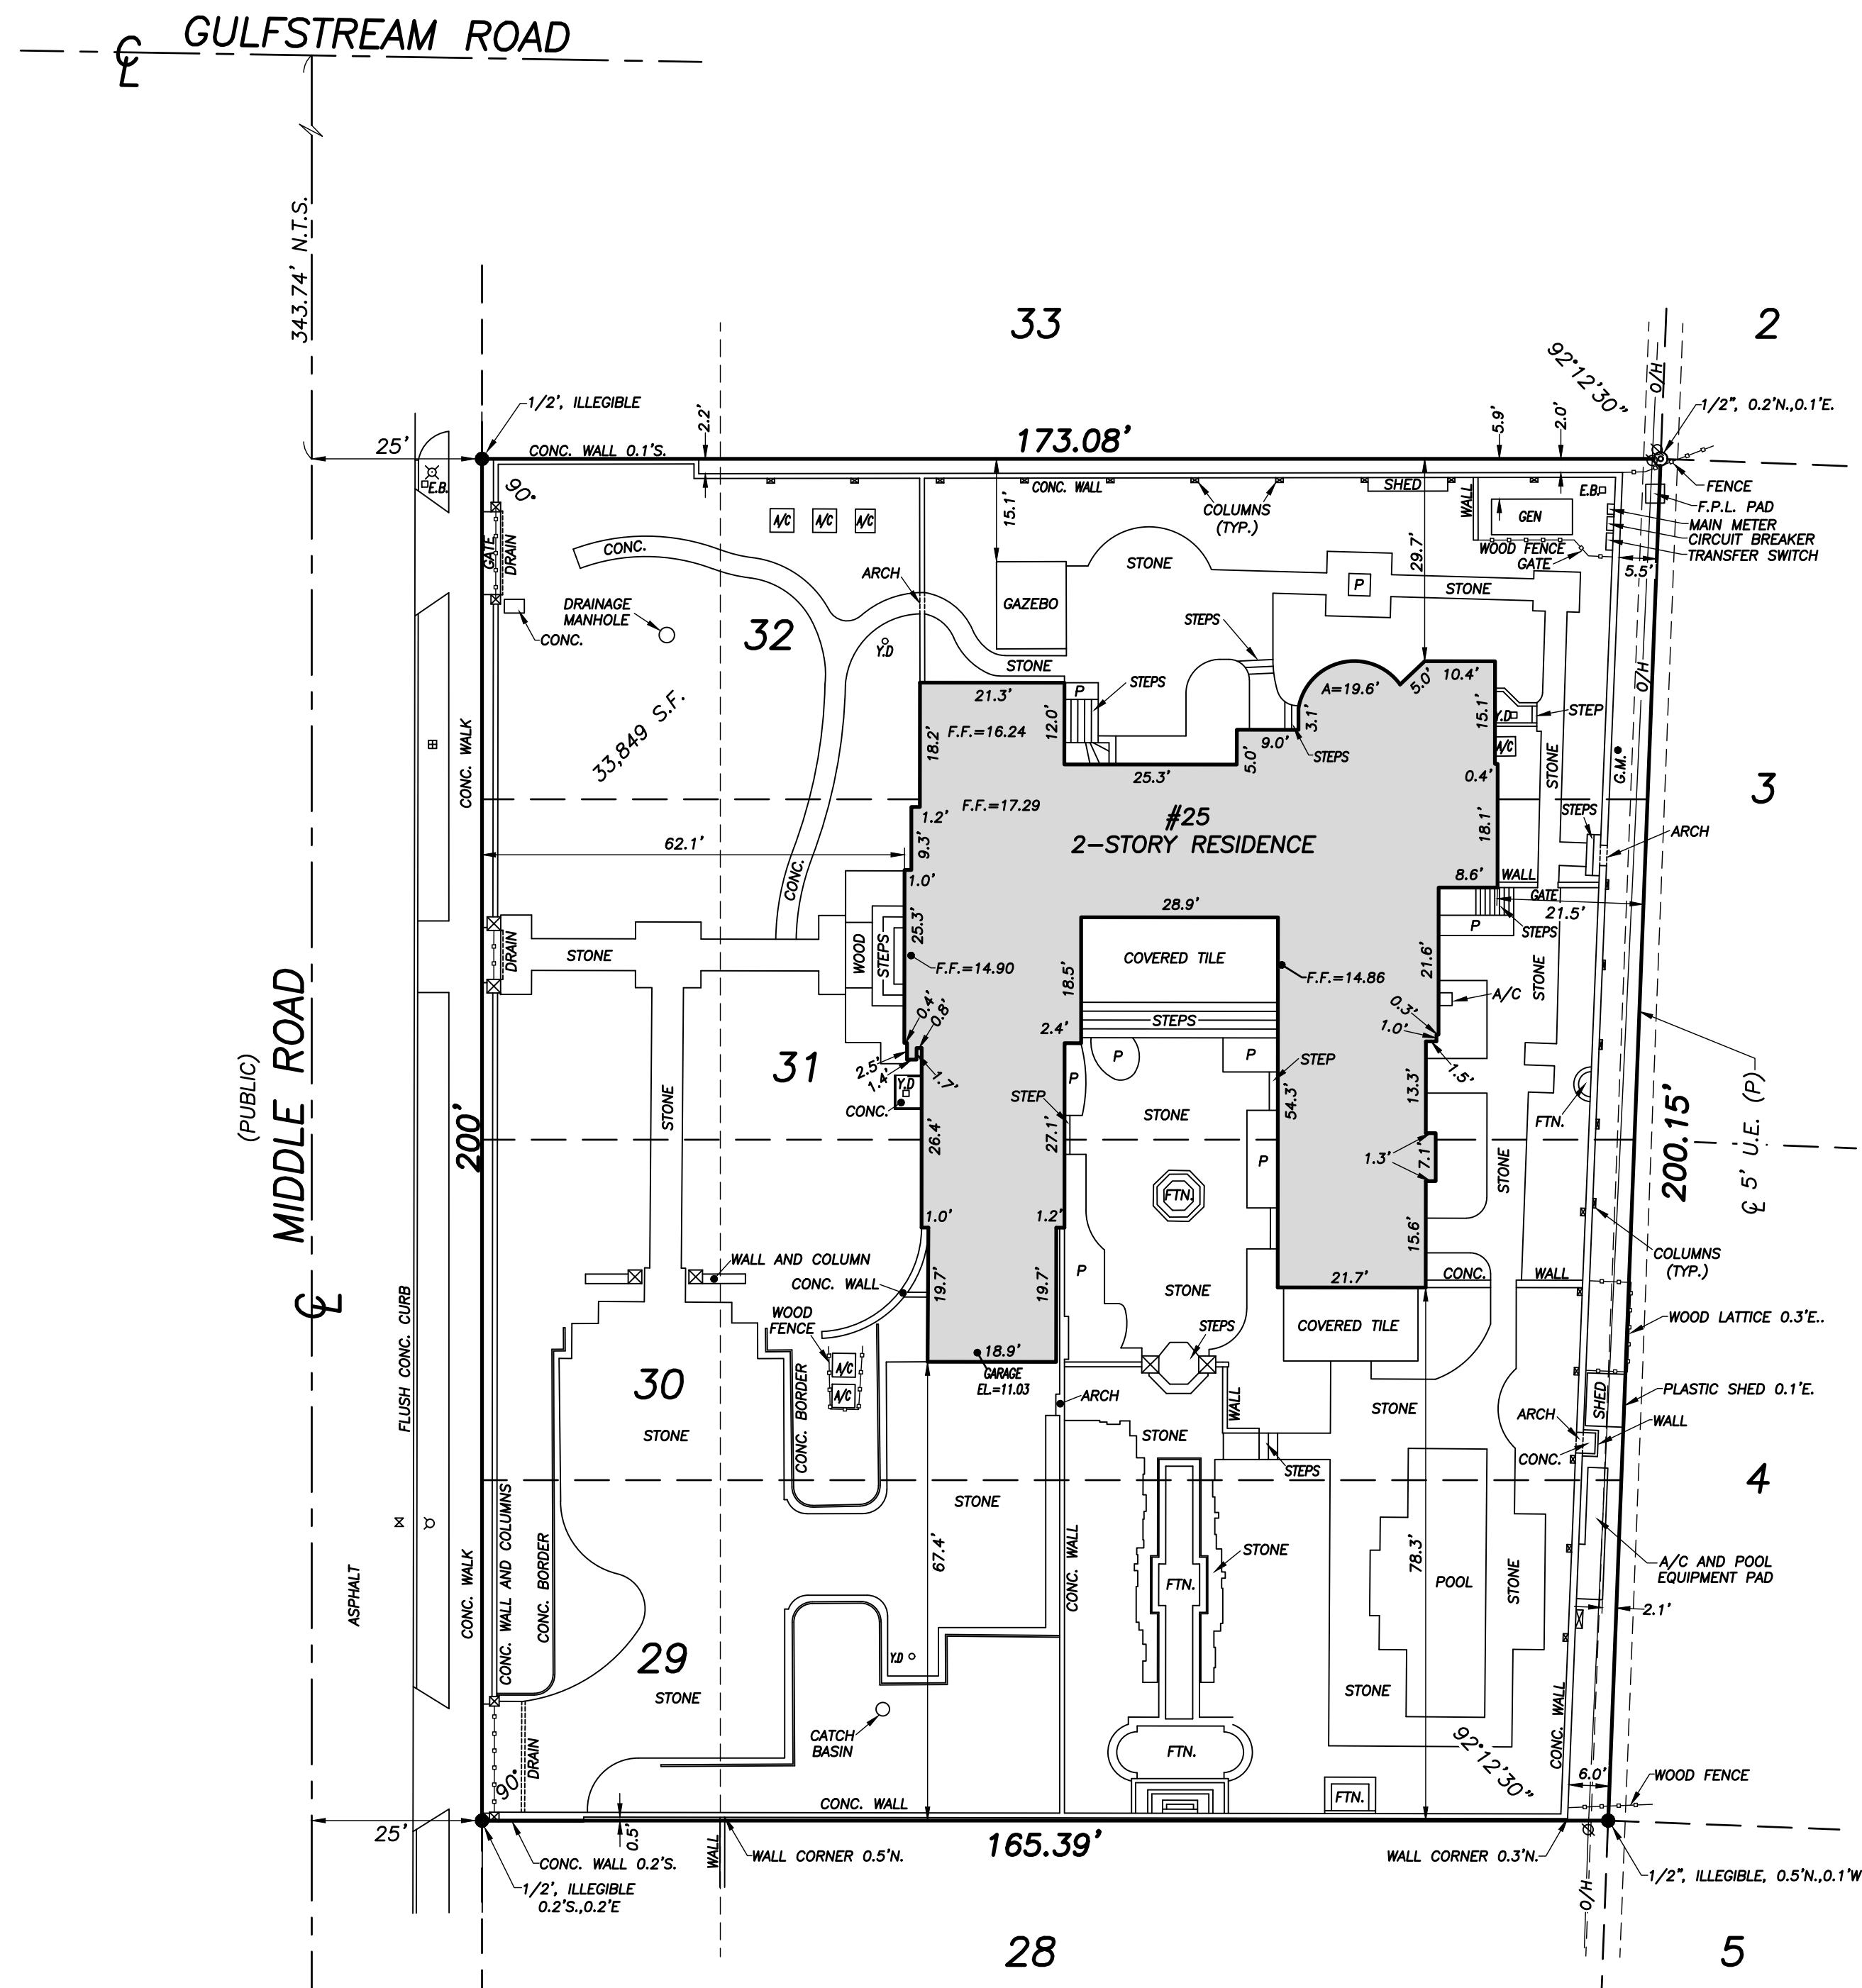 GULFSTREAM ROAD
℄
343.74' N.T.S.
33
2
92°12'30"
O/H
1/2', ILLEGIBLE
2.2'
5.9'
2.0'
1/2", 0.2'N.,0.1'E.
25'
CONC. WALL 0.1'S.
173.08'
E.B.
90°
CONC. WALL
COLUMNS
(TYP.)
SHED
WALL
E.B.
FENCE
F.P.L. PAD
MAIN METER
CIRCUIT BREAKER
TRANSFER SWITCH
GATE
DRAIN
A/C
A/C
A/C
15.1'
29.7'
GEN
WOOD FENCE
GATE
5.5'
CONC.
ARCH
STONE
GAZEBO
P
STONE
DRAINAGE
MANHOLE
CONC.
32
Y.D
STEPS
STONE
O/H
STEPS
P
21.3'
A=19.6'
5.0'
10.4'
F.F.=16.24
18.2'
12.0'
3.1'
15.1'
Y.D
STEP
33,849 S.F.
CONC. WALK
9.0'
5.0'
STEPS
A/C
STONE
G.M.
25.3'
0.4'
3
F.F.=17.29
1.2'
#25
2-STORY RESIDENCE
18.1'
STEPS
ARCH
62.1'
9.3'
CONC.
1.0'
8.6'
WALL
GATE
21.5'
28.9'
25.3'
P
STEPS
STONE
DRAIN
WOOD
STEPS
F.F.=14.90
18.5'
COVERED TILE
F.F.=14.86
21.6'
STONE
A/C
0.4'
0.8'
2.4'
STEPS
0.3'
1.0'
1.5'
(PUBLIC)
MIDDLE ROAD
℄
31
2.5'
1.4'
1.7'
Y.D
CONC.
P
P
P
STEP
STEP
54.3'
13.3'
FTN.
200.15'
℄ 5' U.E. (P)
200'
STONE
26.4'
27.1'
STONE
P
1.3'
7.1'
STONE
FTN.
1.0'
1.2'
15.6'
COLUMNS
(TYP.)
WALL AND COLUMN
CONC. WALL
19.7'
19.7'
P
STONE
21.7'
CONC.
WALL
FLUSH CONC. CURB
WOOD
FENCE
STEPS
COVERED TILE
WOOD LATTICE 0.3'E..
18.9'
GARAGE
EL.=11.03
A/C
A/C
CONC. BORDER
30
STONE
ARCH
WALL
STONE
STONE
ARCH
CONC.
SHED
PLASTIC SHED 0.1'E.
WALL
STEPS
4
STONE
CONC. WALL AND COLUMNS
CONC. BORDER
ASPHALT
CONC. WALK
67.4'
CONC. WALL
FTN.
STONE
78.3'
POOL
STONE
A/C AND POOL
EQUIPMENT PAD
2.1'
29
STONE
Y.D
STONE
CATCH
BASIN
DRAIN
90°
FTN.
92°12'30"
CONC. WALL
FTN.
6.0'
WOOD FENCE
CONC. WALL
25'
0.5'
WALL
165.39'
CONC. WALL 0.2'S.
WALL CORNER 0.5'N.
WALL CORNER 0.3'N.
1/2', ILLEGIBLE
0.2'S.,0.2'E
1/2", ILLEGIBLE, 0.5'N.,0.1'W
O/H
28
5